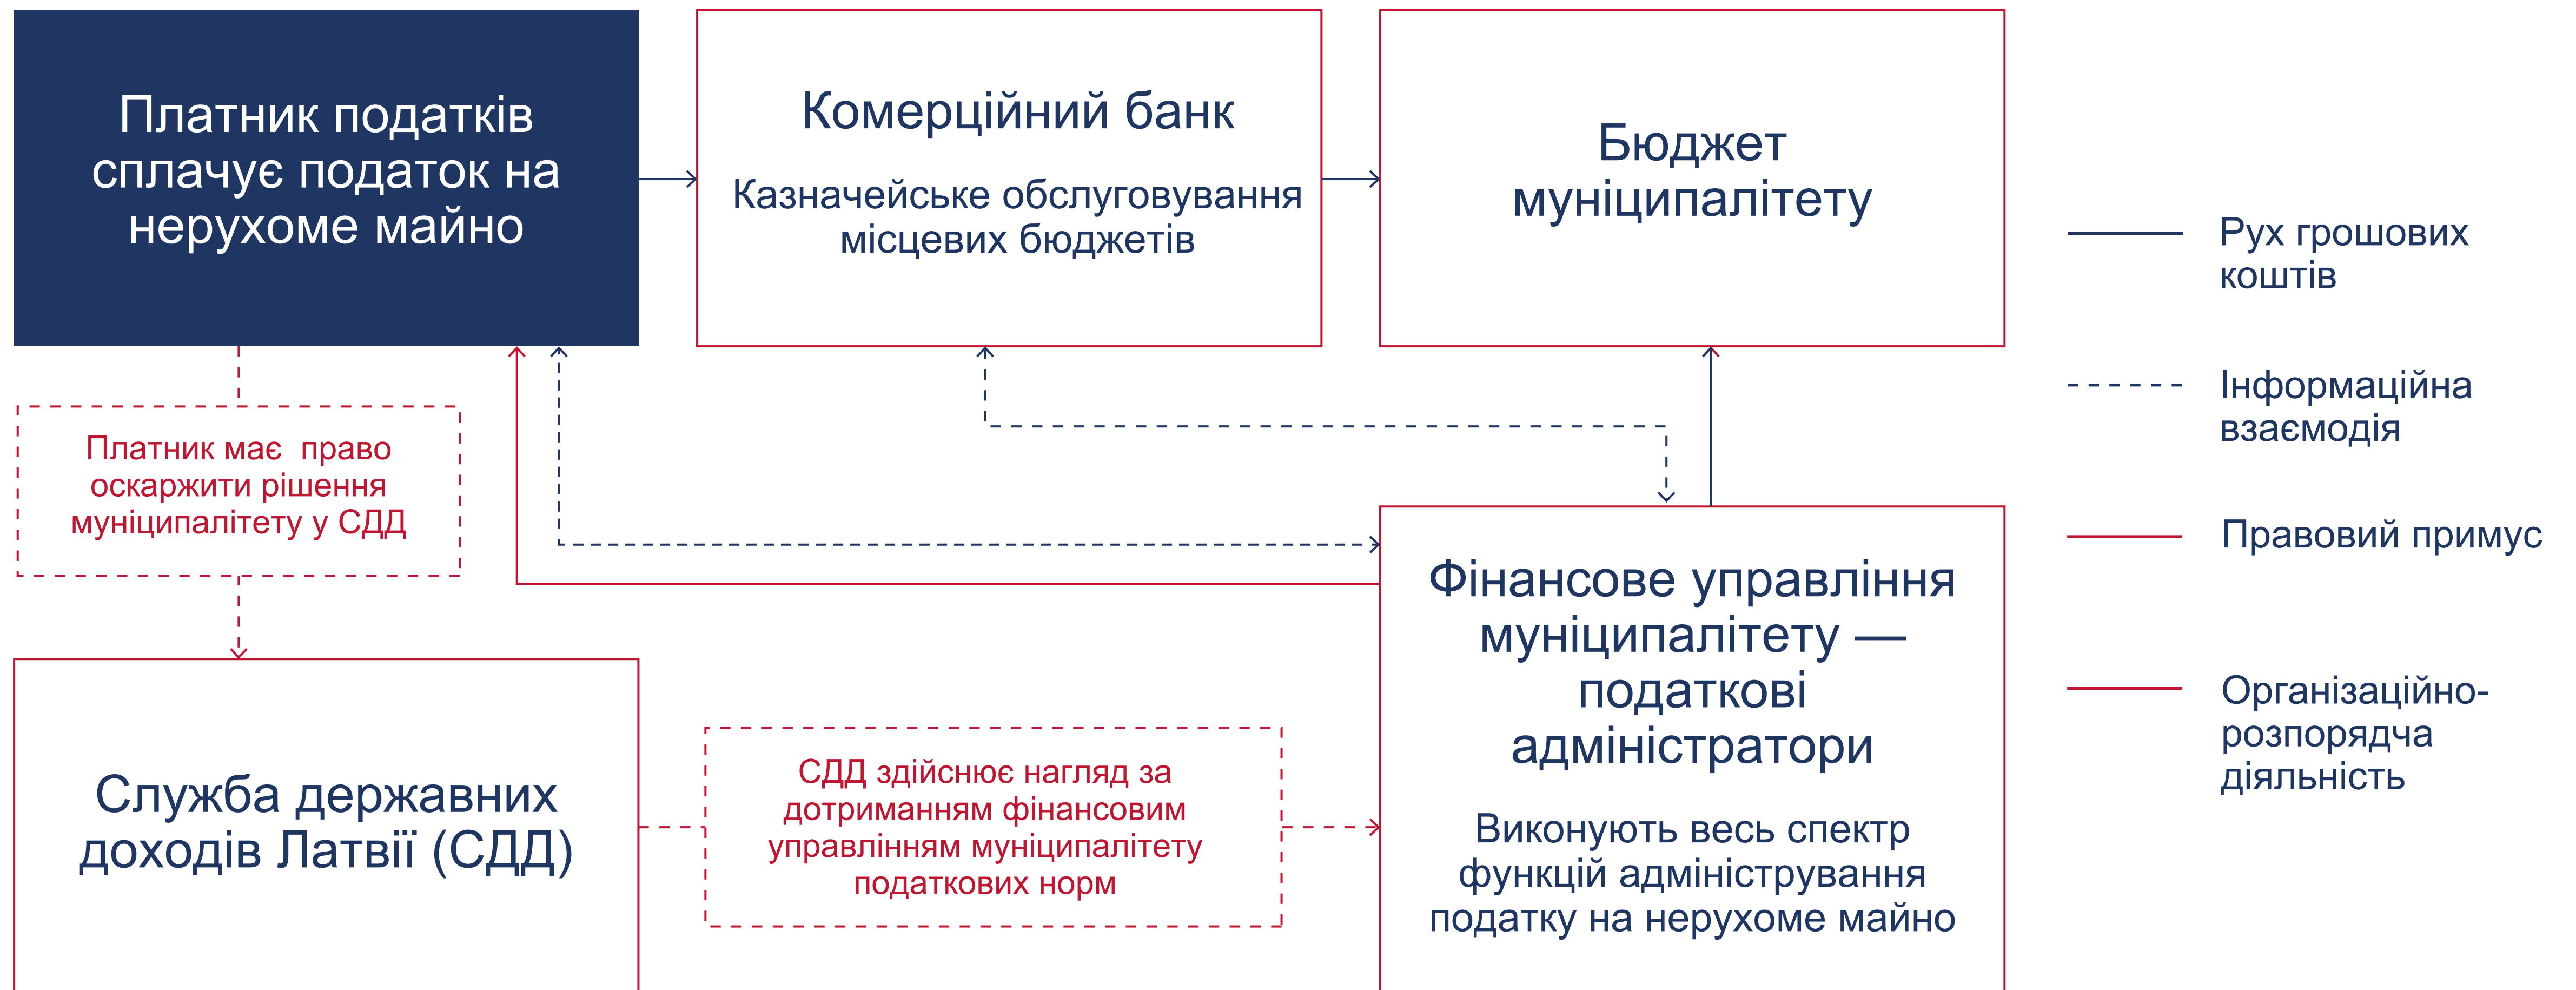 Платник податків
сплачує податок на
нерухоме майно
Комерційний банк
Казначейське обслуговування
місцевих бюджетів
Бюджет
муніципалітету
Рух грошових
коштів
Інформаційна
взаємодія
Правовий примус
Організаційно-
розпорядча
діяльність
Платник має  право
оскаржити рішення
муніципалітету у СДД
Фінансове управління
муніципалітету —
податкові
адміністратори
Виконують весь спектр
функцій адміністрування
податку на нерухоме майно
Служба державних
доходів Латвії (СДД)
СДД здійснює нагляд за
дотриманням фінансовим
управлінням муніципалітету
податкових норм